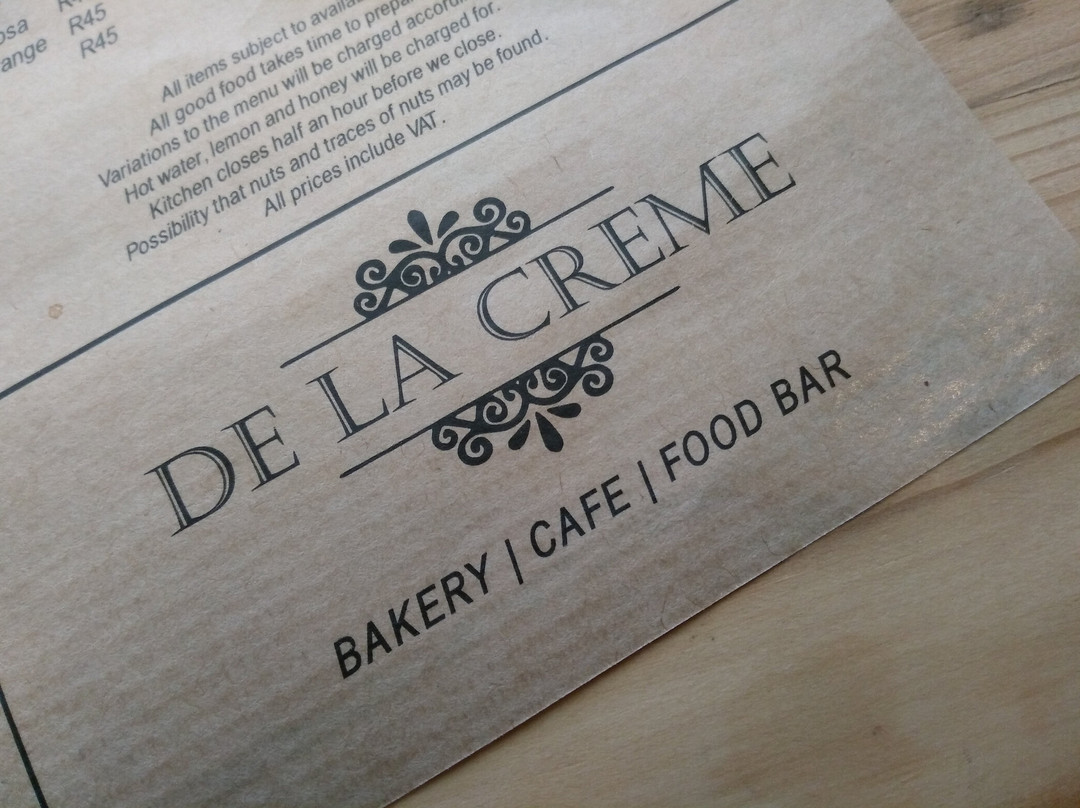 R45
R45
All items subject to
All good food takes time to
Variations to the menu will be charged
Hot water, lemon and honey will be charged for.
Kitchen closes half an hour before we close.
Possibility that nuts and traces of nuts may be found.
All prices include VAT.
DE LA CREME
BAKERY | CAFE | FOOD BAR